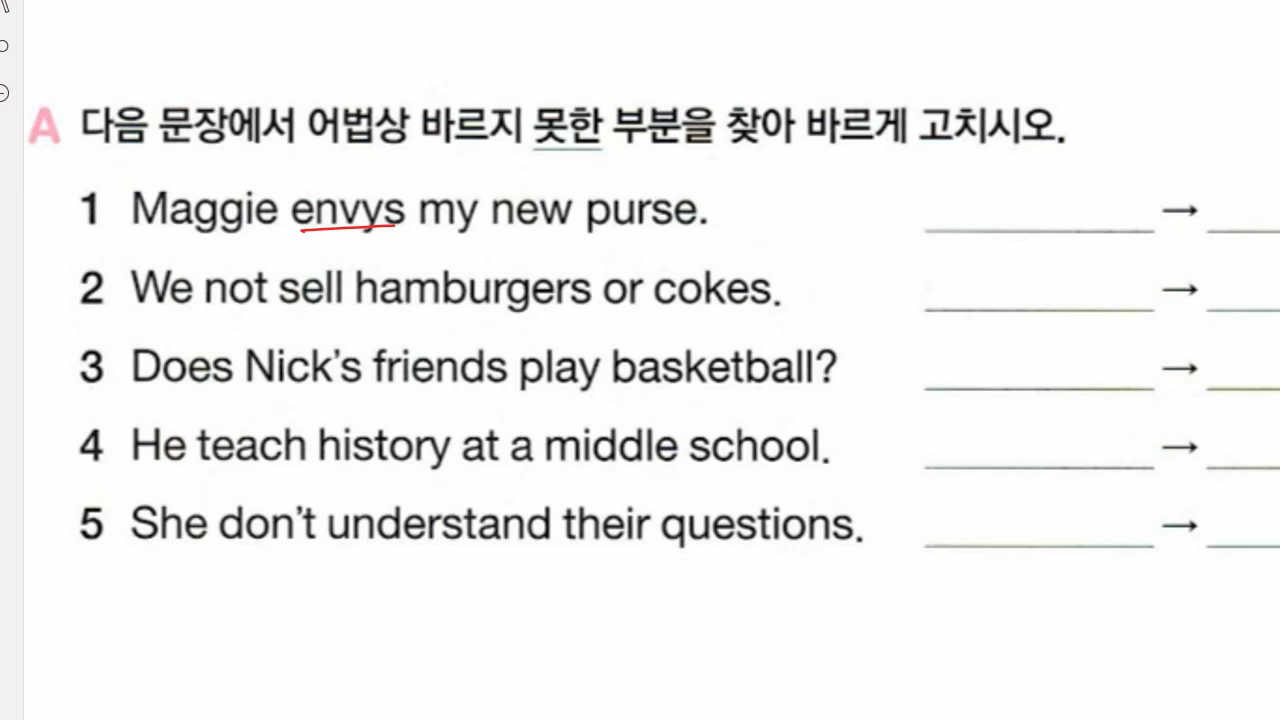 A 다음 문장에서 어법상 바르지 못한 부분을 찾아 바르게 고치시오.
1 Maggie envys my new purse. →
2 We not sell hamburgers or cokes. →
3 Does Nick's friends play basketball? →
4 He teach history at a middle school. →
5 She don't understand their questions. →